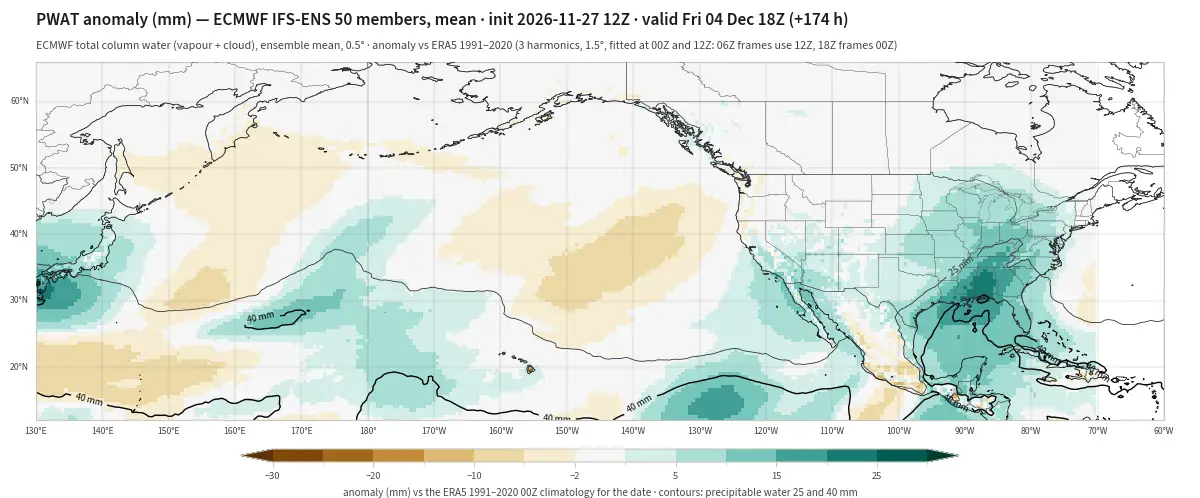 PWAT anomaly (mm) — ECMWF IFS-ENS 50 members, mean · init 2026-11-27 12Z · valid Fri 04 Dec 18Z (+174 h)
ECMWF total column water (vapour + cloud), ensemble mean, 0.5° · anomaly vs ERA5 1991–2020 (3 harmonics, 1.5°, fitted at 00Z and 12Z: 06Z frames use 12Z, 18Z frames 00Z)
60°N
50°N
40°N
25 mm
30°N
40 mm
20°N
40 mm
40 mm
40 mm
130°E 140°E 150°E 160°E 170°E 180° 170°W 160°W 150°W 140°W 130°W 120°W 110°W 100°W 90°W 80°W 70°W 60°W
−30 −20 −10 −2 5 15 25
anomaly (mm) vs the ERA5 1991–2020 00Z climatology for the date · contours: precipitable water 25 and 40 mm